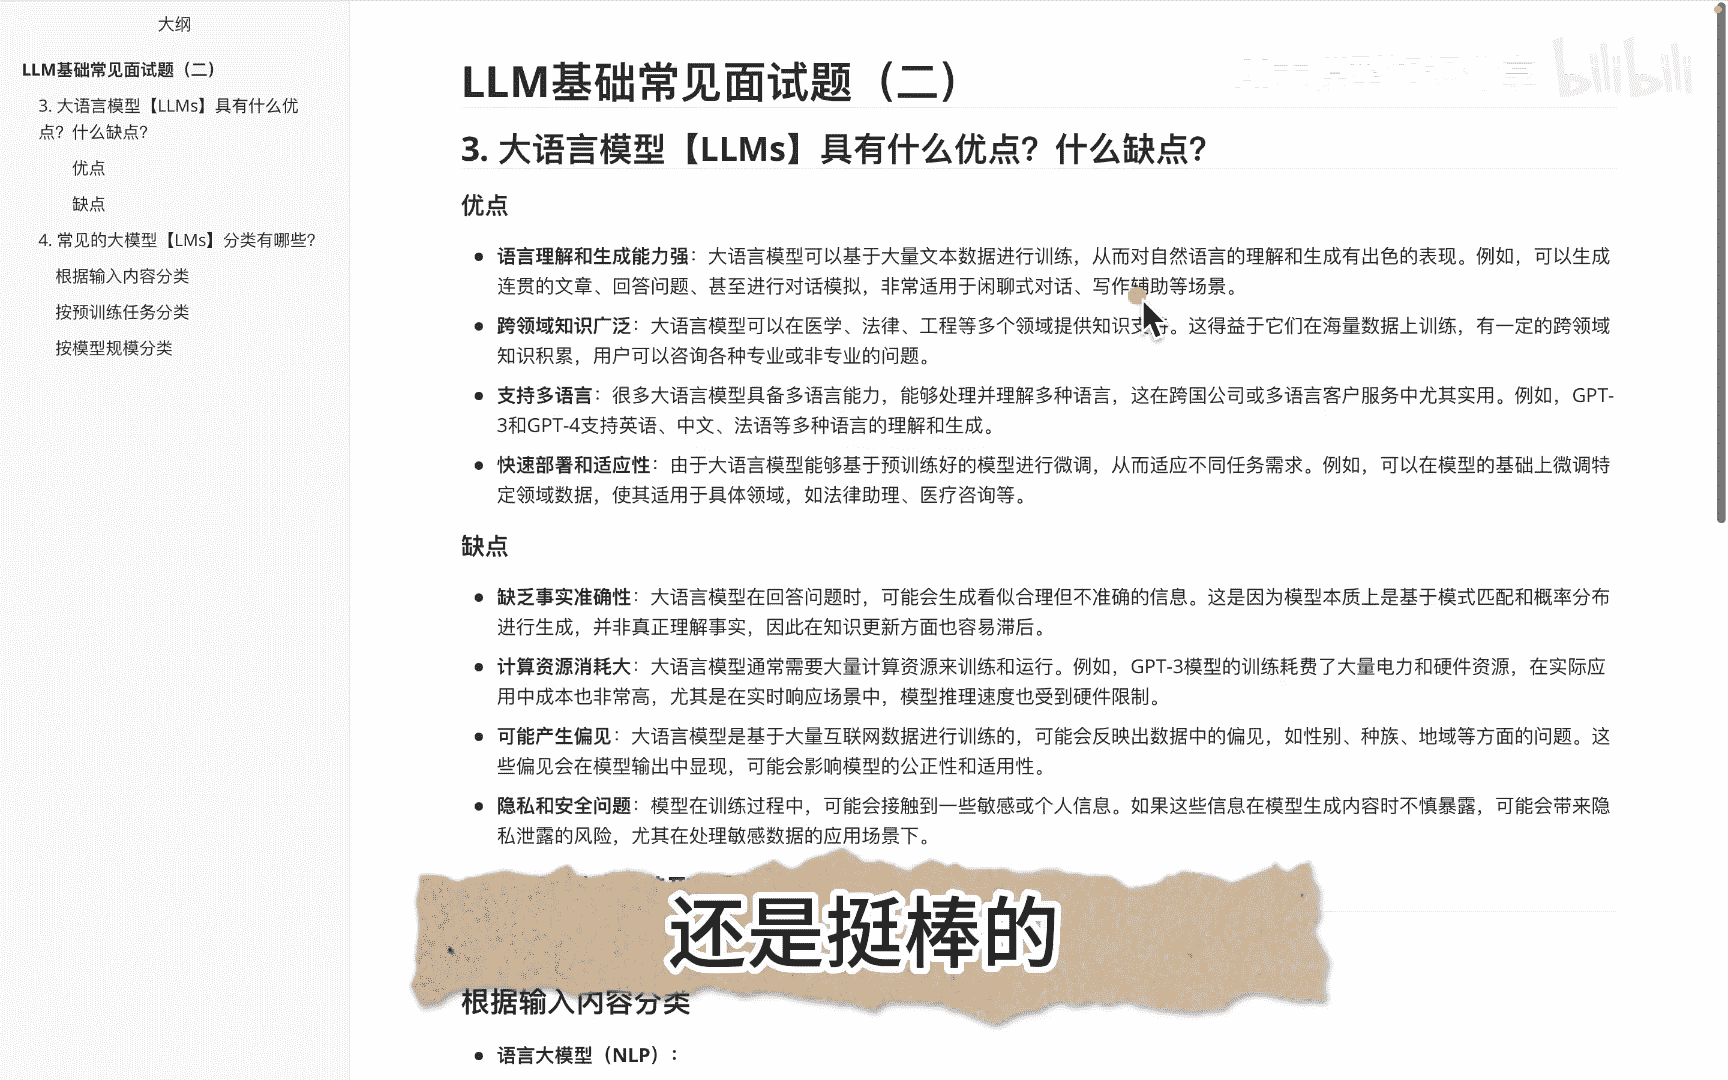 大纲
LLM基础常见面试题（二）
3. 大语言模型【LLMs】具有什么优
点？什么缺点？
优点
缺点
4. 常见的大模型【LMs】分类有哪些？
根据输入内容分类
按预训练任务分类
按模型规模分类
bilibili
LLM基础常见面试题（二）
3. 大语言模型【LLMs】具有什么优点？什么缺点？
优点
语言理解和生成能力强：大语言模型可以基于大量文本数据进行训练，从而对自然语言的理解和生成有出色的表现。例如，可以生成
连贯的文章、回答问题、甚至进行对话模拟，非常适用于闲聊式对话、写作辅助等场景。
跨领域知识广泛：大语言模型可以在医学、法律、工程等多个领域提供知识支持。这得益于它们在海量数据上训练，有一定的跨领域
知识积累，用户可以咨询各种专业或非专业的问题。
支持多语言：很多大语言模型具备多语言能力，能够处理并理解多种语言，这在跨国公司或多语言客户服务中尤其实用。例如，GPT-
3和GPT-4支持英语、中文、法语等多种语言的理解和生成。
快速部署和适应性：由于大语言模型能够基于预训练好的模型进行微调，从而适应不同任务需求。例如，可以在模型的基础上微调特
定领域数据，使其适用于具体领域，如法律助理、医疗咨询等。
缺点
缺乏事实准确性：大语言模型在回答问题时，可能会生成看似合理但不准确的信息。这是因为模型本质上是基于模式匹配和概率分布
进行生成，并非真正理解事实，因此在知识更新方面也容易滞后。
计算资源消耗大：大语言模型通常需要大量计算资源来训练和运行。例如，GPT-3模型的训练耗费了大量电力和硬件资源，在实际应
用中成本也非常高，尤其是在实时响应场景中，模型推理速度也受到硬件限制。
可能产生偏见：大语言模型是基于大量互联网数据进行训练的，可能会反映出数据中的偏见，如性别、种族、地域等方面的问题。这
些偏见会在模型输出中显现，可能会影响模型的公正性和适用性。
隐私和安全问题：模型在训练过程中，可能会接触到一些敏感或个人信息。如果这些信息在模型生成内容时不慎暴露，可能会带来隐
私泄露的风险，尤其在处理敏感数据的应用场景下。
还是挺棒的
根据输入内容分类
语言大模型（NLP）：